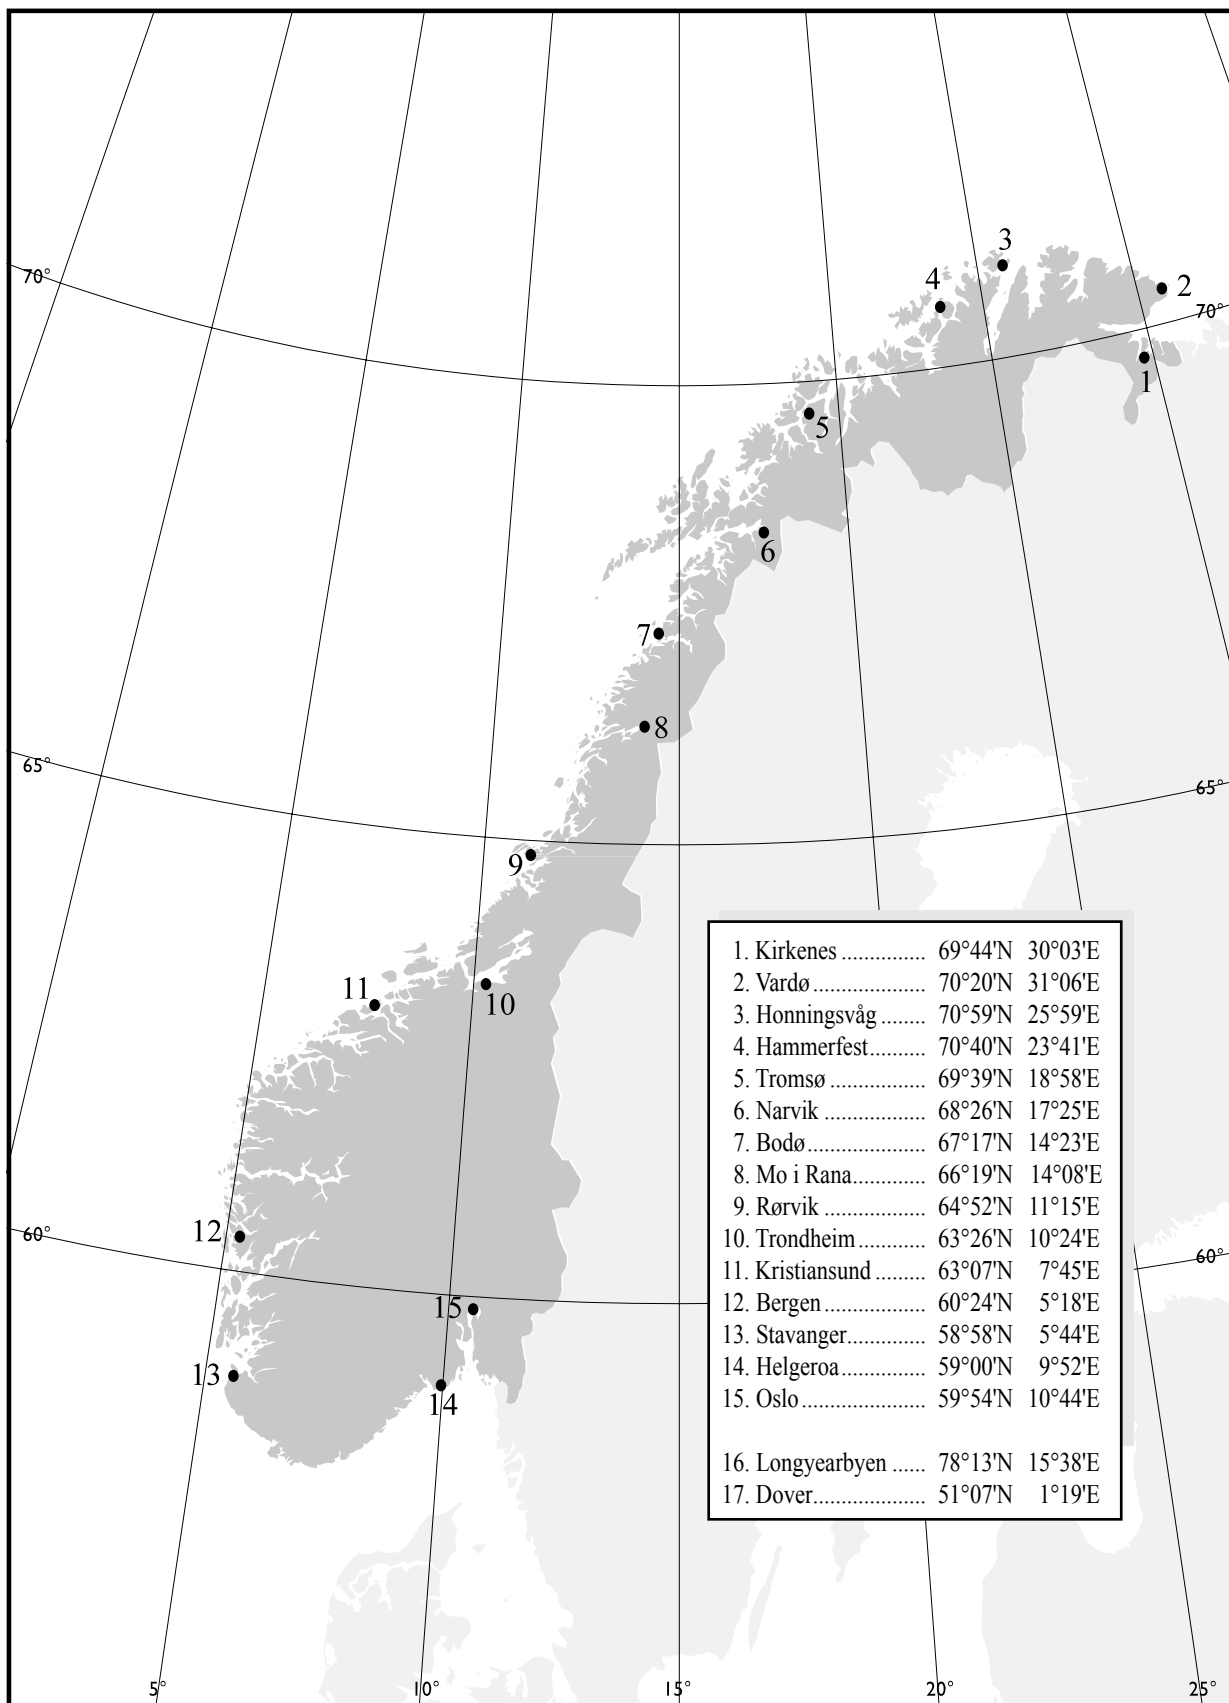 3
4
2
70°
70°
1
5
6
7
8
65°
65°
9
1. Kirkenes ............... 69°44'N 30°03'E
2. Vardø.................... 70°20'N 31°06'E
3. Honningsvåg ........ 70°59'N 25°59'E
4. Hammerfest.......... 70°40'N 23°41'E
5. Tromsø ................. 69°39'N 18°58'E
6. Narvik .................. 68°26'N 17°25'E
7. Bodø..................... 67°17'N 14°23'E
8. Mo i Rana............. 66°19'N 14°08'E
9. Rørvik .................. 64°52'N 11°15'E
10. Trondheim ............ 63°26'N 10°24'E
11. Kristiansund ......... 63°07'N 7°45'E
12. Bergen .................. 60°24'N 5°18'E
13. Stavanger.............. 58°58'N 5°44'E
14. Helgeroa............... 59°00'N 9°52'E
15. Oslo ...................... 59°54'N 10°44'E
16. Longyearbyen ...... 78°13'N 15°38'E
17. Dover.................... 51°07'N 1°19'E
11
10
12
60°
60°
15
13
14
5°
10°
15°
20°
25°